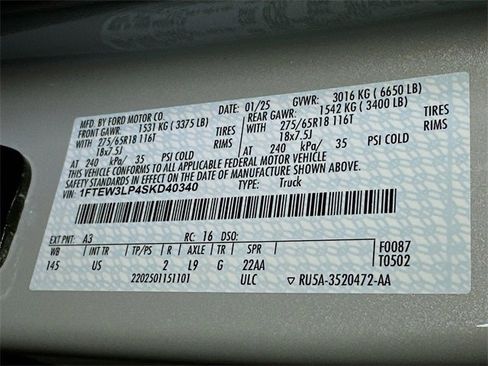 MFD. BY FORD MOTOR CO.
DATE: 01/25 GVWR: 3016 KG ( 6650 LB)
FRONT GAWR: 1531 KG ( 3375 LB) REAR GAWR: 1542 KG ( 3400 LB)
WITH 275/65R18 116T TIRES WITH 275/65R18 116T TIRES
18x7.5J RIMS 18x7.5J RIMS
AT 240 kPa/ 35 PSI COLD AT 240 kPa/ 35 PSI COLD
THIS VEHICLE CONFORMS TO ALL APPLICABLE FEDERAL MOTOR VEHICLE
SAFETY AND THEFT PREVENTION STANDARDS IN EFFECT ON THE DATE OF MANUFACTURE SHOWN ABOVE.
VIN: 1FTEW3LP4SKD40340 TYPE: Truck
EXT PNT: A3 RC: 16 DSO: F0087
WB INT TR TP/PS R AXLE TR SPR T0502
145 US 2 L9 G 22AA
2202501151101 ULC RU5A-3520472-AA